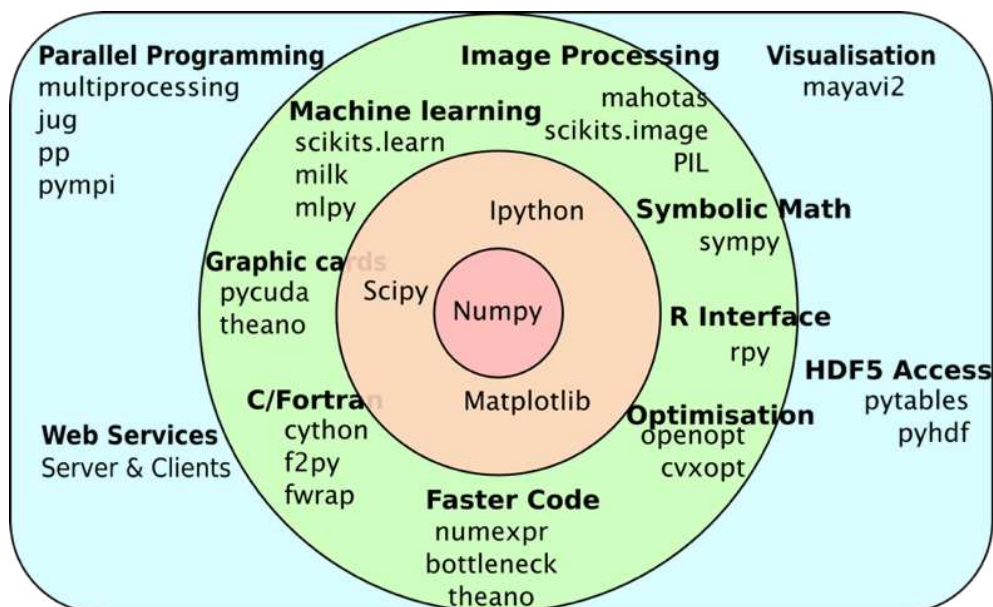 Parallel Programming
multiprocessing
jug
pp
pympi
Image Processing
mahotas
scikits.image
PIL
Visualisation
mayavi2
Machine learning
scikits.learn
milk
mlpy
Ipython
Symbolic Math
sympy
Graphic cards
pycuda
theano
Scipy
Numpy
R Interface
rpy
HDF5 Access
pytables
pyhdf
C/Fortran
cython
f2py
fwrap
Matplotlib
Optimisation
openopt
cvxopt
Web Services
Server & Clients
Faster Code
numexpr
bottleneck
theano